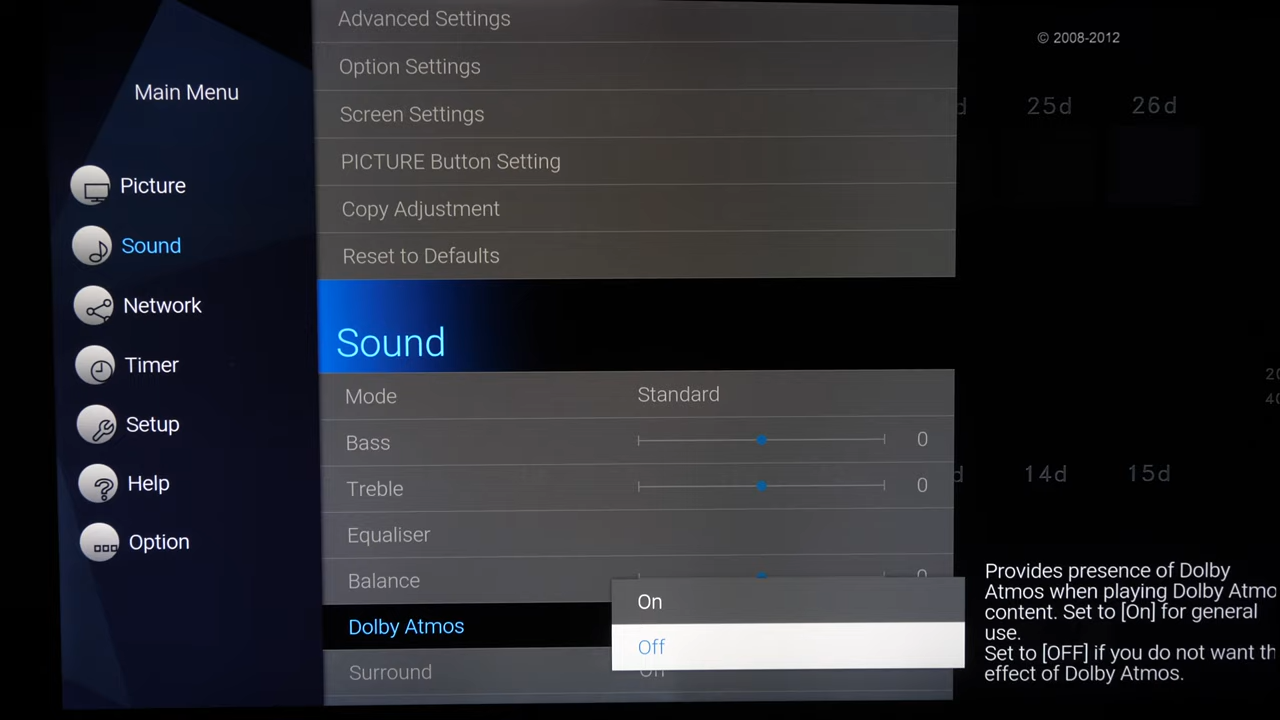 Main Menu
Picture
Sound
Network
Timer
Setup
Help
Option
Advanced Settings
Option Settings
Screen Settings
PICTURE Button Setting
Copy Adjustment
Reset to Defaults
Sound
Mode Standard
Bass 0
Treble 0
Equaliser
Balance 0
Dolby Atmos
On
Off
Surround On
© 2008-2012
25d 26d
14d 15d
Provides presence of Dolby
Atmos when playing Dolby Atmo
content. Set to [On] for general
use.
Set to [OFF] if you do not want th
effect of Dolby Atmos.